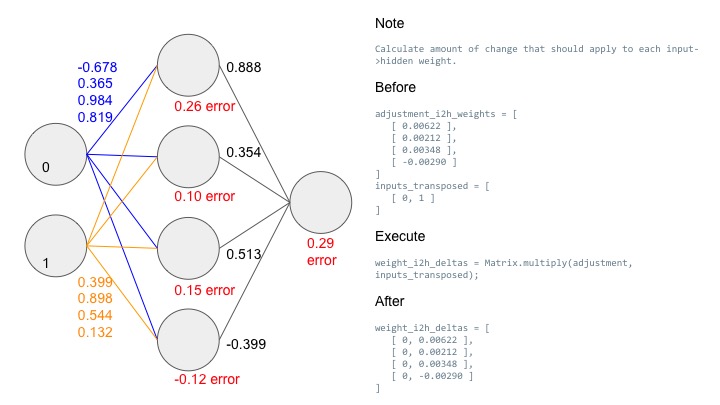 -0.678
0.365
0.984
0.819
0
1
0.399
0.898
0.544
0.132
0.888
0.26 error
0.354
0.10 error
0.513
0.15 error
-0.399
-0.12 error
0.29
error
Note
Calculate amount of change that should apply to each input-
>hidden weight.
Before
adjustment_i2h_weights = [
[ 0.00622 ],
[ 0.00212 ],
[ 0.00348 ],
[ -0.00290 ]
]
inputs_transposed = [
[ 0, 1 ]
]
Execute
weight_i2h_deltas = Matrix.multiply(adjustment,
inputs_transposed);
After
weight_i2h_deltas = [
[ 0, 0.00622 ],
[ 0, 0.00212 ],
[ 0, 0.00348 ],
[ 0, -0.00290 ]
]